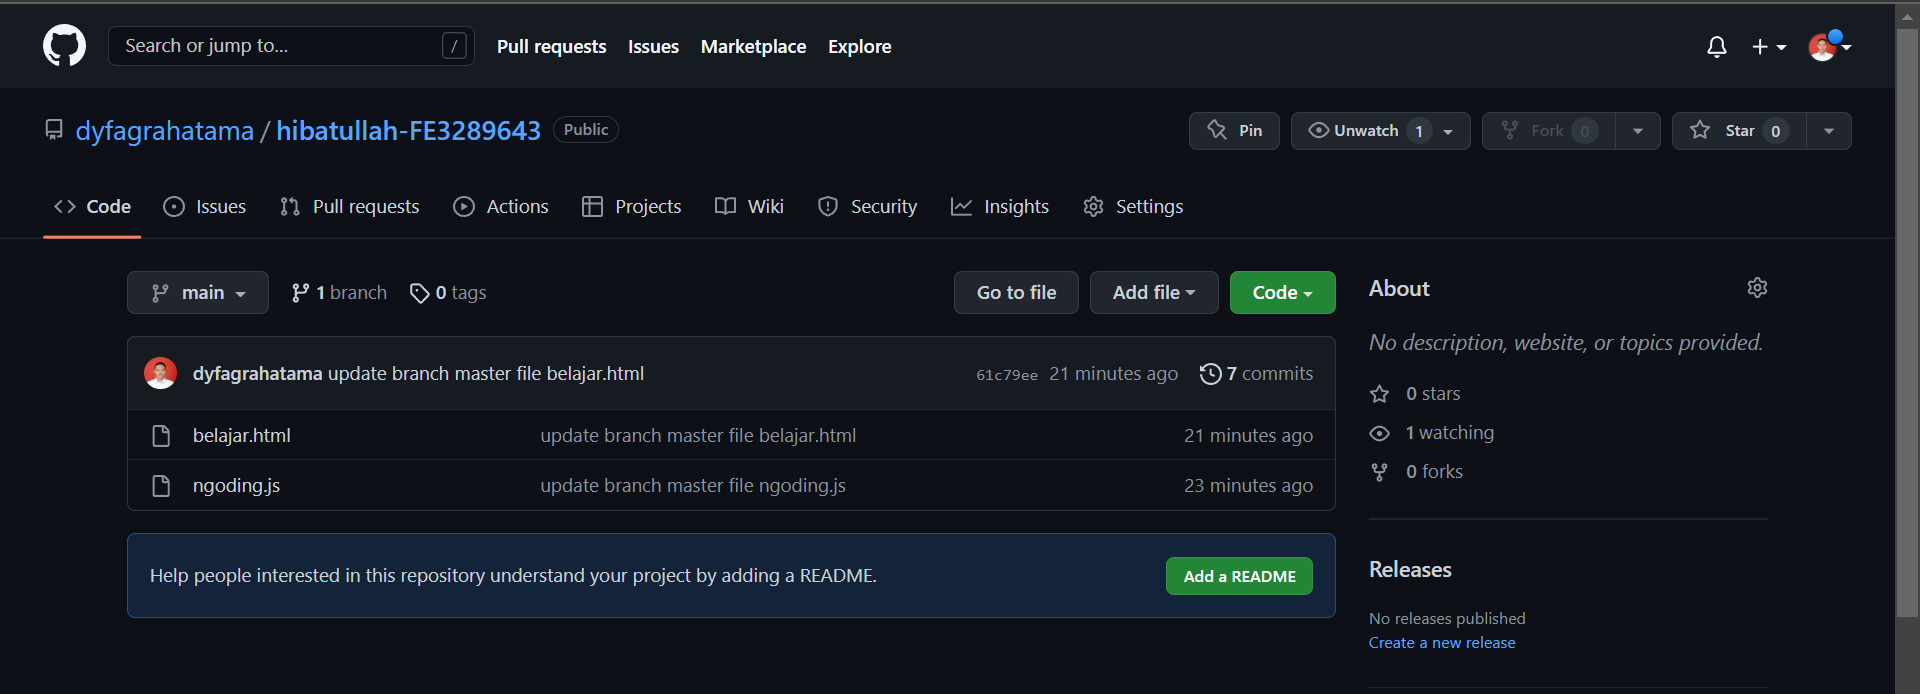 Search or jump to... /
Pull requests Issues Marketplace Explore
dyfagrahatama / hibatullah-FE3289643 Public
Pin Unwatch 1 Fork 0 Star 0
Code Issues Pull requests Actions Projects Wiki Security Insights Settings
main 1 branch 0 tags Go to file Add file Code
dyfagrahatama update branch master file belajar.html 61c79ee 21 minutes ago 7 commits
belajar.html update branch master file belajar.html 21 minutes ago
ngoding.js update branch master file ngoding.js 23 minutes ago
Help people interested in this repository understand your project by adding a README. Add a README
About
No description, website, or topics provided.
0 stars
1 watching
0 forks
Releases
No releases published
Create a new release